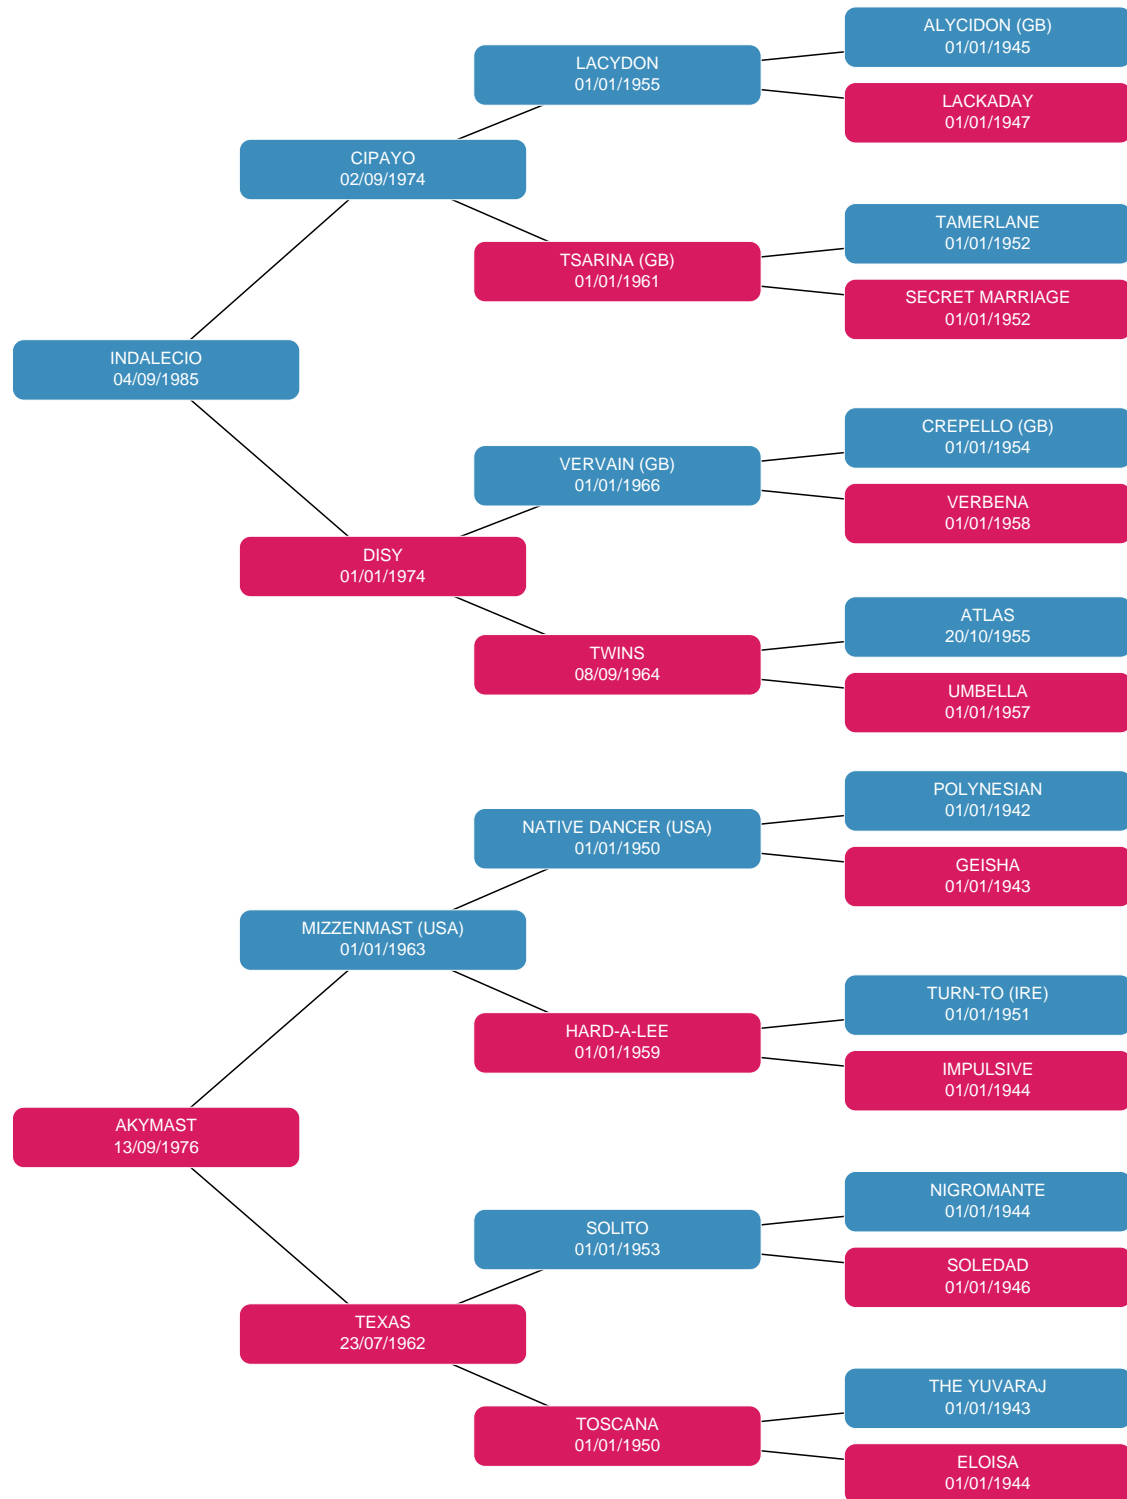 ALYCIDON (GB)
01/01/1945
LACYDON
01/01/1955
LACKADAY
01/01/1947
CIPAYO
02/09/1974
TAMERLANE
01/01/1952
TSARINA (GB)
01/01/1961
SECRET MARRIAGE
01/01/1952
INDALECIO
04/09/1985
CREPELLO (GB)
01/01/1954
VERVAIN (GB)
01/01/1966
VERBENA
01/01/1958
DISY
01/01/1974
ATLAS
20/10/1955
TWINS
08/09/1964
UMBELLA
01/01/1957
POLYNESIAN
01/01/1942
NATIVE DANCER (USA)
01/01/1950
GEISHA
01/01/1943
MIZZENMAST (USA)
01/01/1963
TURN-TO (IRE)
01/01/1951
HARD-A-LEE
01/01/1959
IMPULSIVE
01/01/1944
AKYMAST
13/09/1976
NIGROMANTE
01/01/1944
SOLITO
01/01/1953
SOLEDAD
01/01/1946
TEXAS
23/07/1962
THE YUVARAJ
01/01/1943
TOSCANA
01/01/1950
ELOISA
01/01/1944